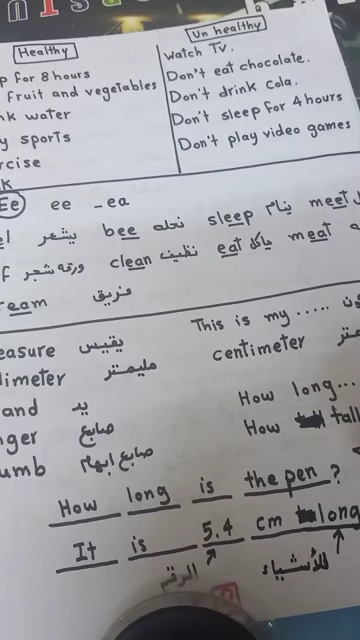 Healthy
Un healthy
Watch TV.
p for 8 hours
Don't eat chocolate.
fruit and vegetables
Don't drink cola.
nk water
Don't sleep for 4 hours
y sports
Don't play video games
rcise
k
Ee ee - ea
el يشعر bee نحله sleep ينام meet
f ورقه شجر clean نظيف eat ياكل meat
ream فريق
easure يقيس This is my .....
limeter مليمتر centimeter
and يد How long...
nger صابع How tall
umb صابع ابهام
How long is the pen ?
It is 5.4 cm long
الرقم للأشياء